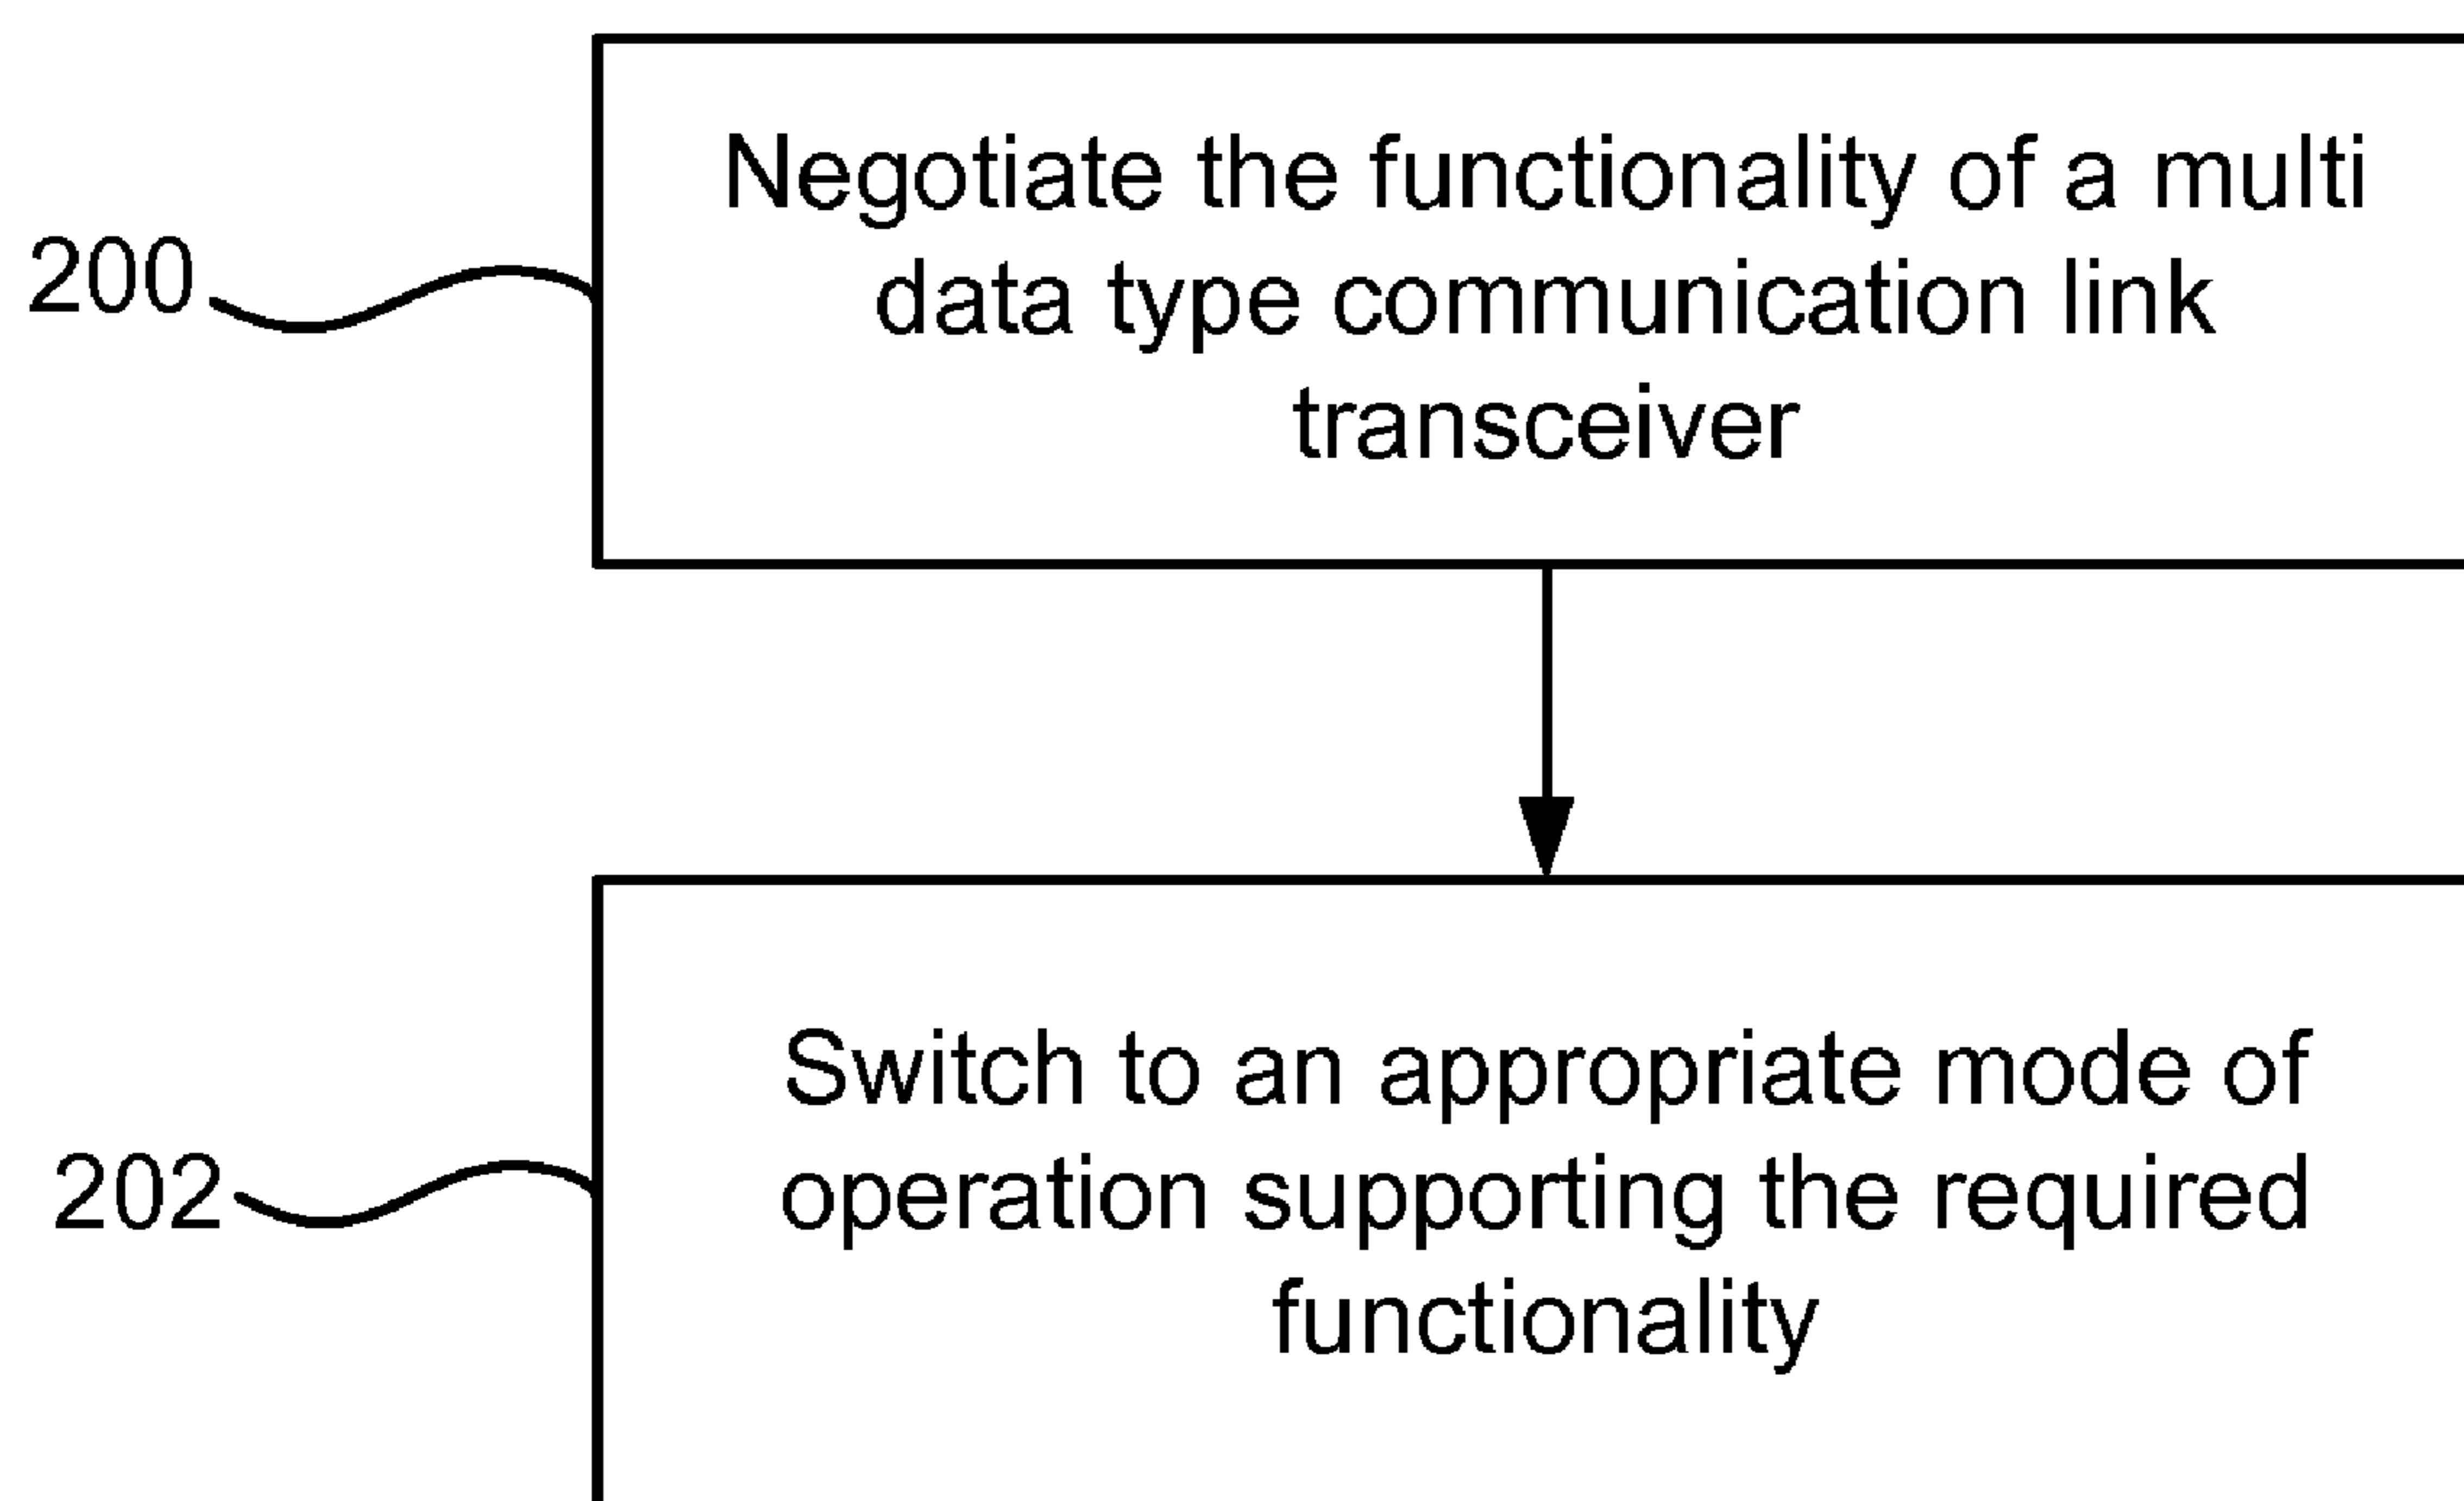 Negotiate the functionality of a multi
data type communication link
transceiver
200
Switch to an appropriate mode of
operation supporting the required
functionality
202